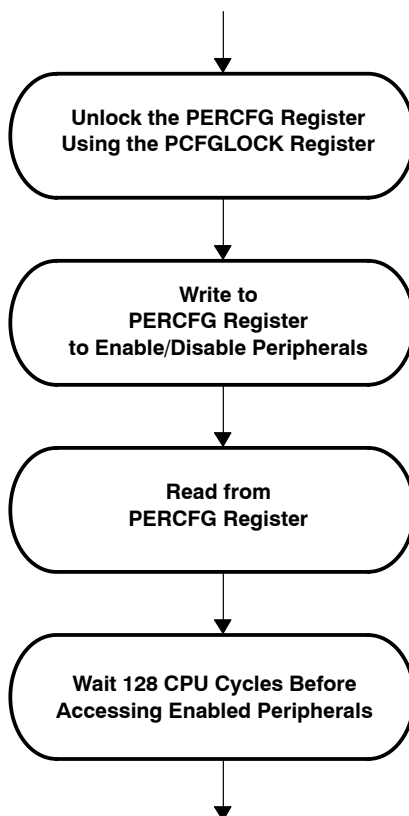 Unlock the PERCFG Register
Using the PCFGLOCK Register
Write to
PERCFG Register
to Enable/Disable Peripherals
Read from
PERCFG Register
Wait 128 CPU Cycles Before
Accessing Enabled Peripherals